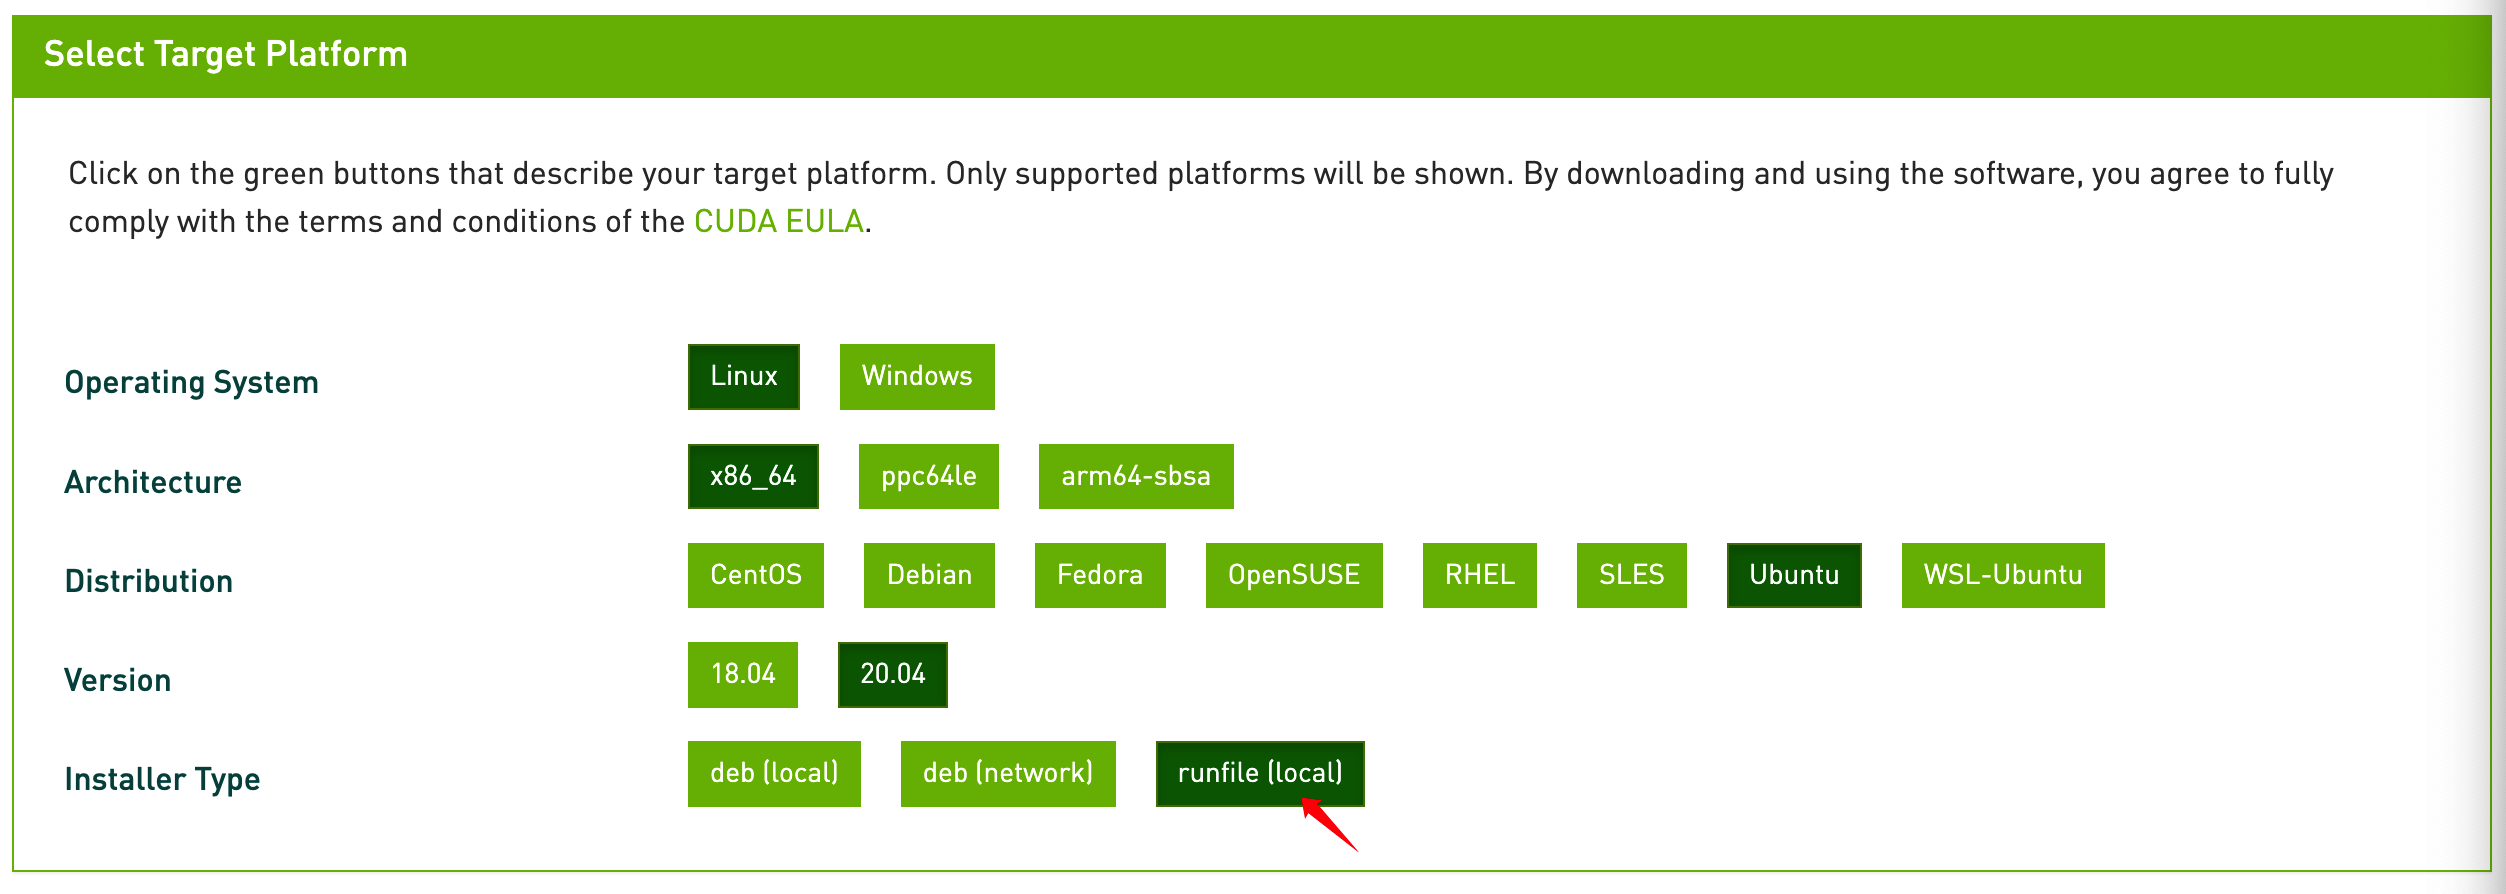 Select Target Platform
Click on the green buttons that describe your target platform. Only supported platforms will be shown. By downloading and using the software, you agree to fully
comply with the terms and conditions of the CUDA EULA.
Operating System Linux Windows
Architecture x86_64 ppc64le arm64-sbsa
Distribution CentOS Debian Fedora OpenSUSE RHEL SLES Ubuntu WSL-Ubuntu
Version 18.04 20.04
Installer Type deb (local) deb (network) runfile (local)